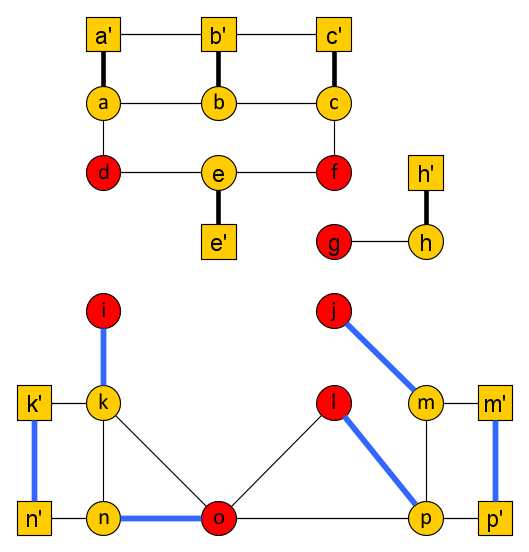 a' b' c'
a b c
d e f h'
e' g h
i j
k' k l m m'
n' n o p p'